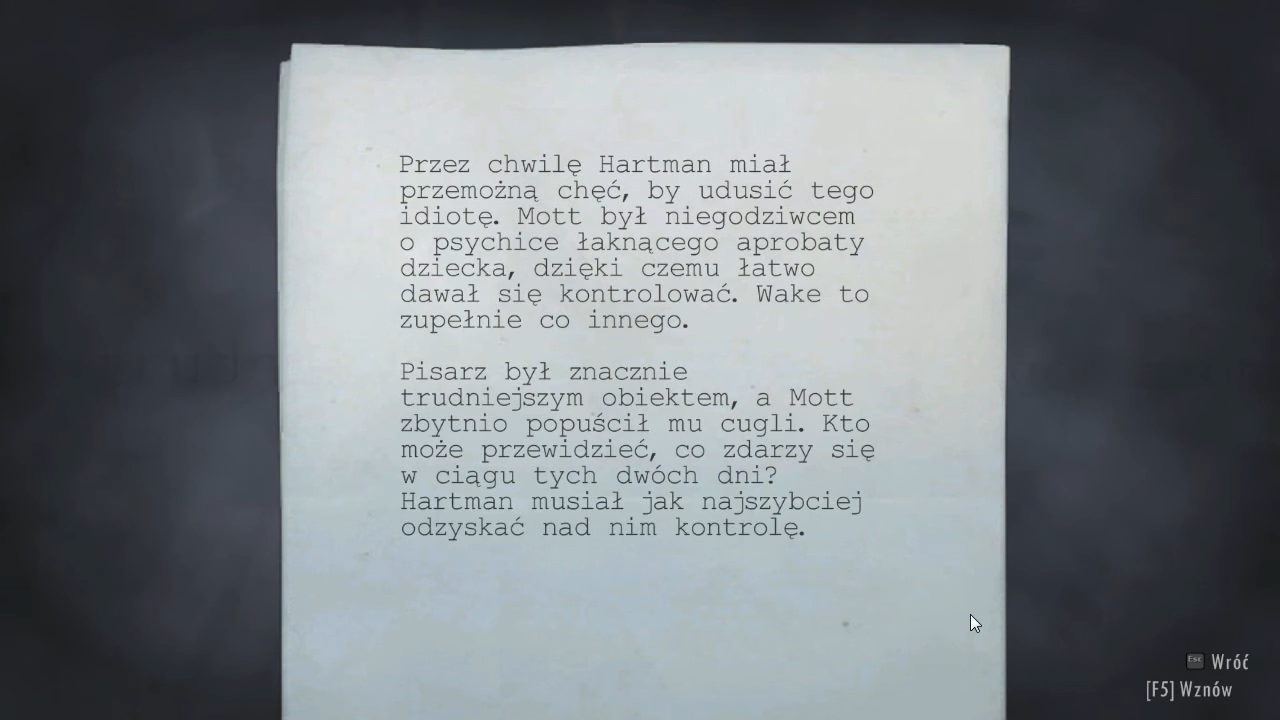 Przez chwilę Hartman miał
przemożną chęć, by udusić tego
idiotę. Mott był niegodziwcem
o psychice łaknącego aprobaty
dziecka, dzięki czemu łatwo
dawał się kontrolować. Wake to
zupełnie co innego.
Pisarz był znacznie
trudniejszym obiektem, a Mott
zbytnio popuścił mu cugli. Kto
może przewidzieć, co zdarzy się
w ciągu tych dwóch dni?
Hartman musiał jak najszybciej
odzyskać nad nim kontrolę.
Esc Wróć
[F5] Wznów